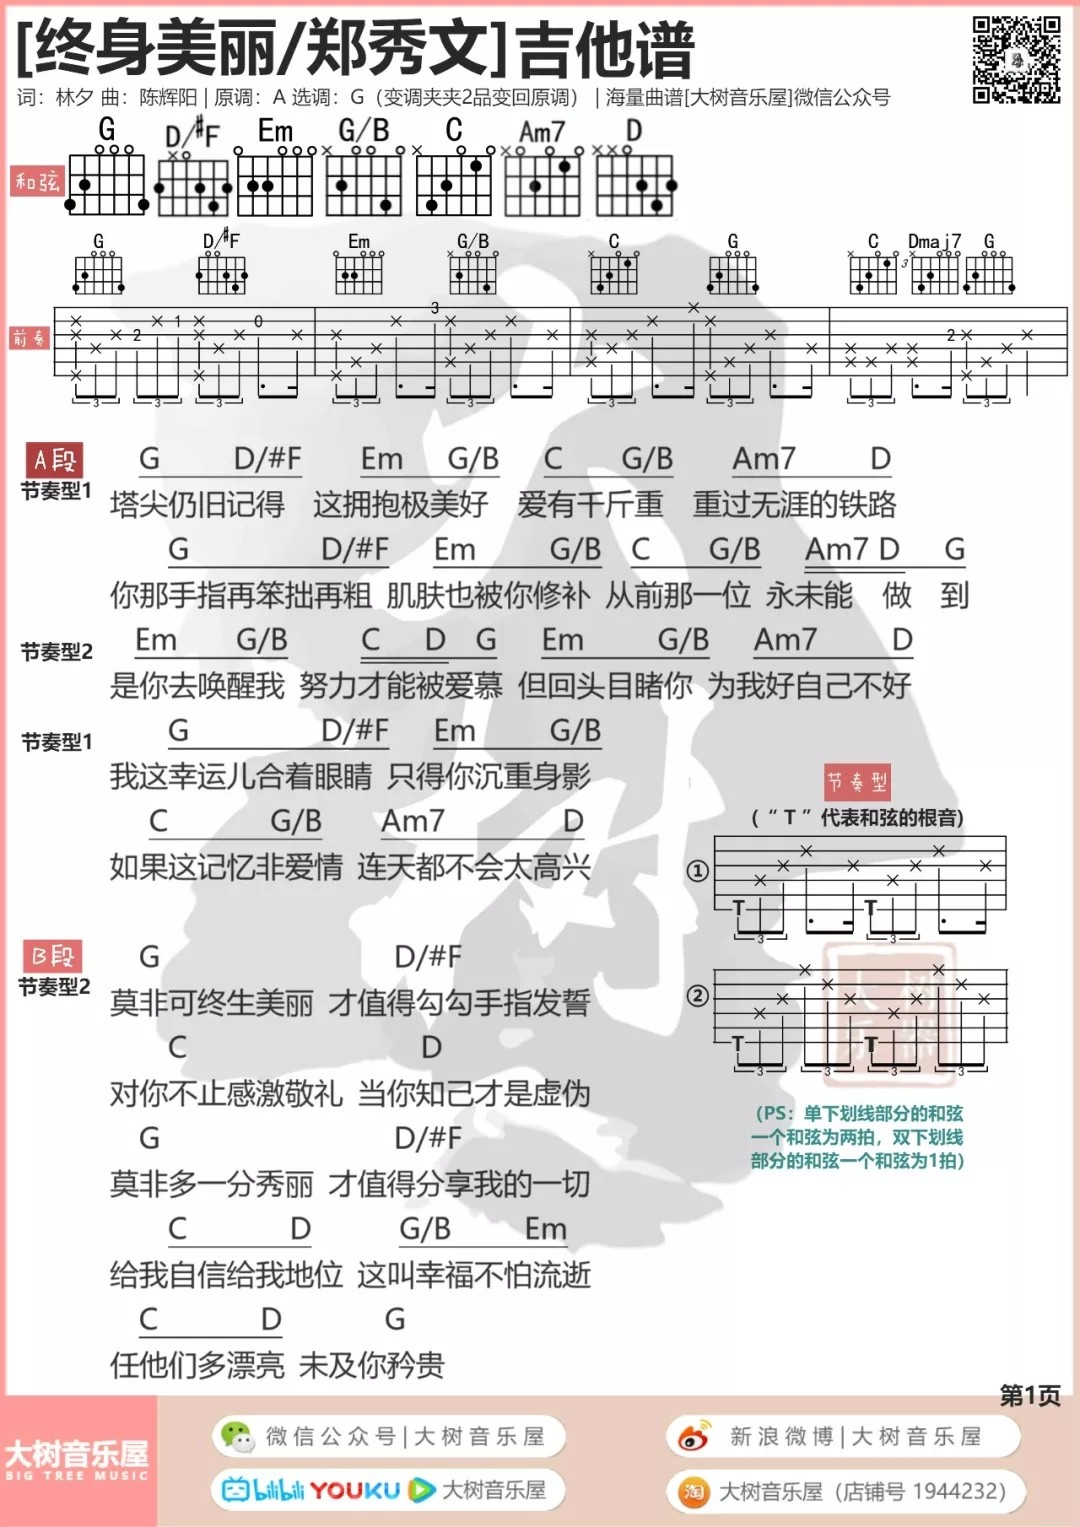 [终身美丽/郑秀文]吉他谱
词：林夕 曲：陈辉阳 | 原调：A 选调：G（变调夹夹2品变回原调） | 海量曲谱[大树音乐屋]微信公众号
和弦 G D/#F Em G/B C Am7 D
G D/#F Em G/B C G C Dmaj7 G
前奏
A段 G D/#F Em G/B C G/B Am7 D
节奏型1 塔尖仍旧记得 这拥抱极美好 爱有千斤重 重过无涯的铁路
G D/#F Em G/B C G/B Am7 D G
你那手指再笨拙再粗 肌肤也被你修补 从前那一位 永未能 做 到
Em G/B C D G Em G/B Am7 D
节奏型2 是你去唤醒我 努力才能被爱慕 但回头目睹你 为我好自己不好
G D/#F Em G/B
节奏型1 我这幸运儿合着眼睛 只得你沉重身影
C G/B Am7 D
如果这记忆非爱情 连天都不会太高兴
节奏型
(“T”代表和弦的根音)
①
T T
3 3
②
T T
3 3 3 3
(PS：单下划线部分的和弦
一个和弦为两拍，双下划线
部分的和弦一个和弦为1拍)
B段 G D/#F
节奏型2 莫非可终生美丽 才值得勾勾手指发誓
C D
对你不止感激敬礼 当你知己才是虚伪
G D/#F
莫非多一分秀丽 才值得分享我的一切
C D G/B Em
给我自信给我地位 这叫幸福不怕流逝
C D G
任他们多漂亮 未及你矜贵
第1页
大树音乐屋
BIG TREE MUSIC
微信公众号|大树音乐屋
新浪微博|大树音乐屋
bilibili YOUKU 大树音乐屋
淘 大树音乐屋（店铺号 1944232）